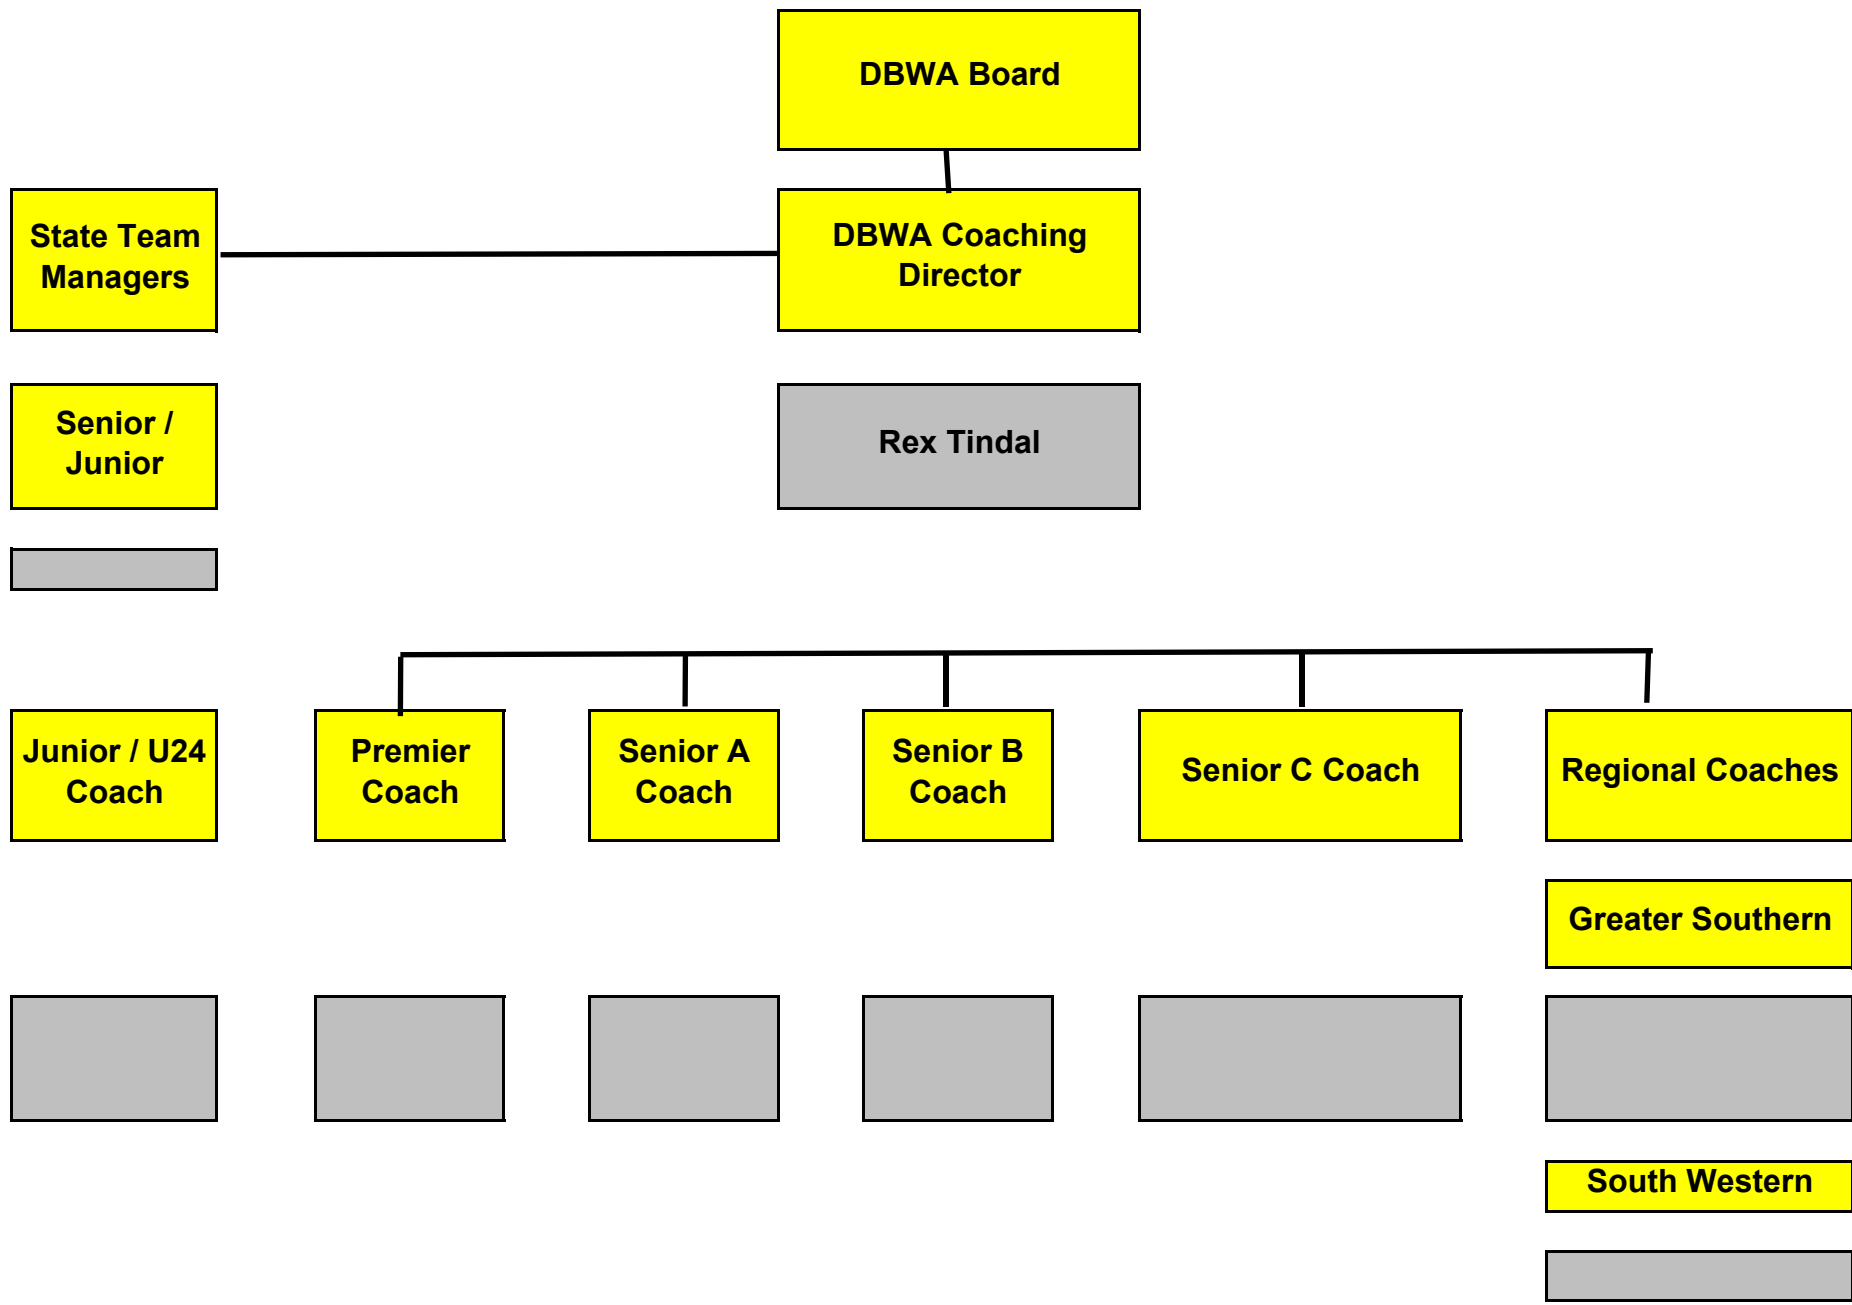 DBWA Board
State Team
Managers
DBWA Coaching
Director
Senior /
Junior
Rex Tindal
Junior / U24
Coach
Premier
Coach
Senior A
Coach
Senior B
Coach
Senior C Coach
Regional Coaches
Greater Southern
South Western